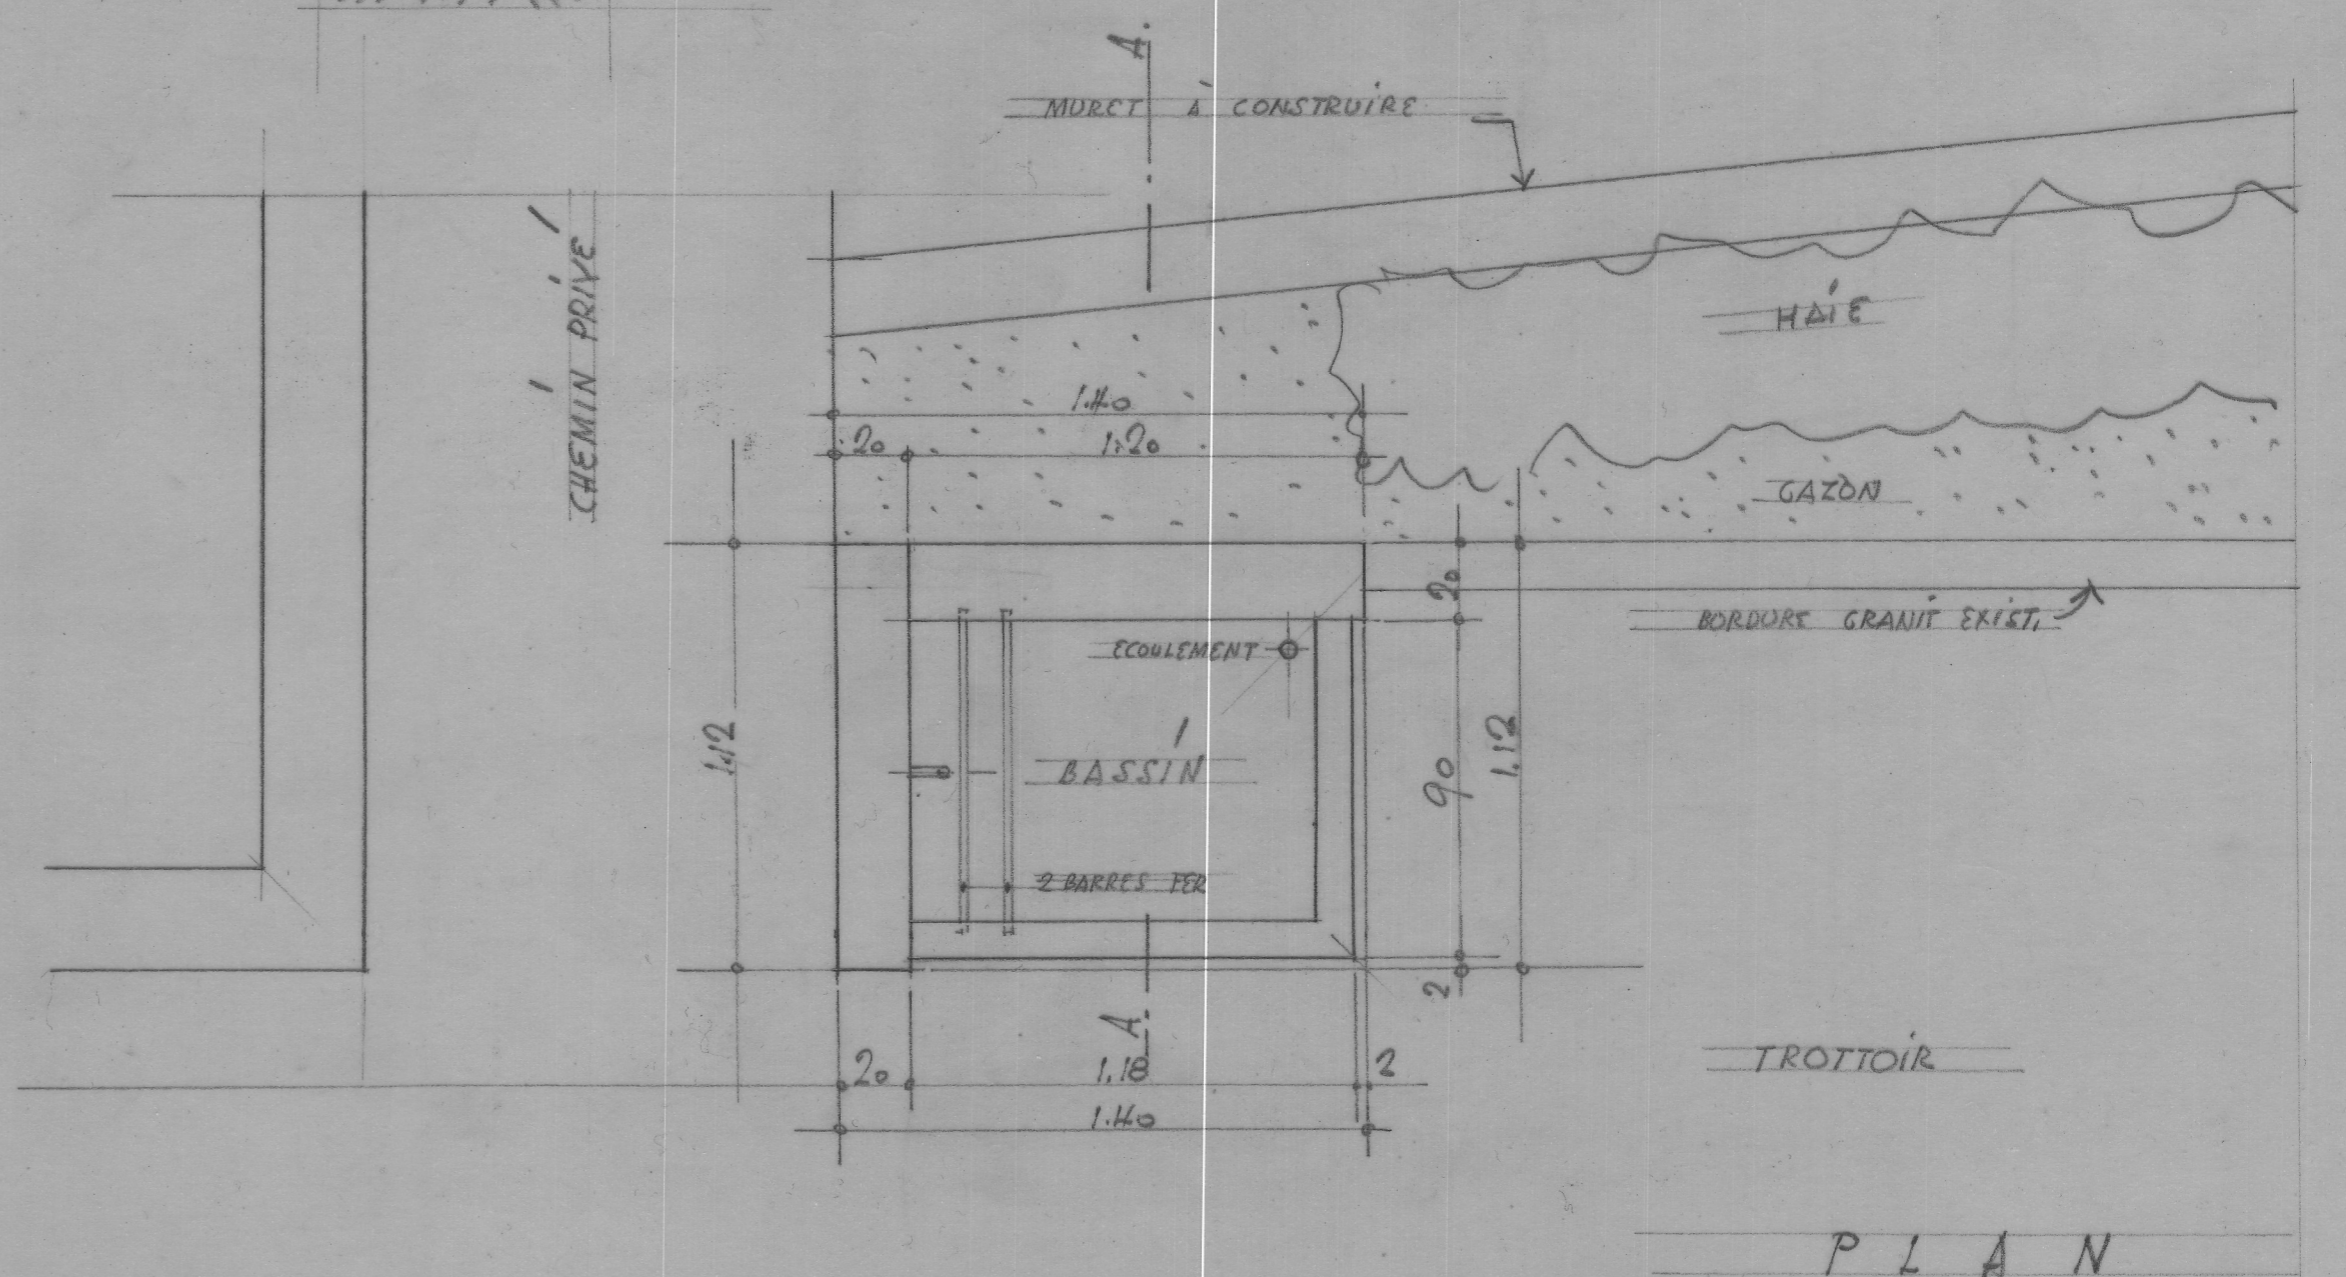 A.
MURET À CONSTRUIRE
CHEMIN PRIVÉ
HAIE
1.40
20 1.20
GAZON
20
BORDURE GRANIT EXIST.
ECOULEMENT
1.12
BASSIN
90
1.12
2 BARRES FER
2
A.
20 1.18 2
1.40
TROTTOIR
PLAN